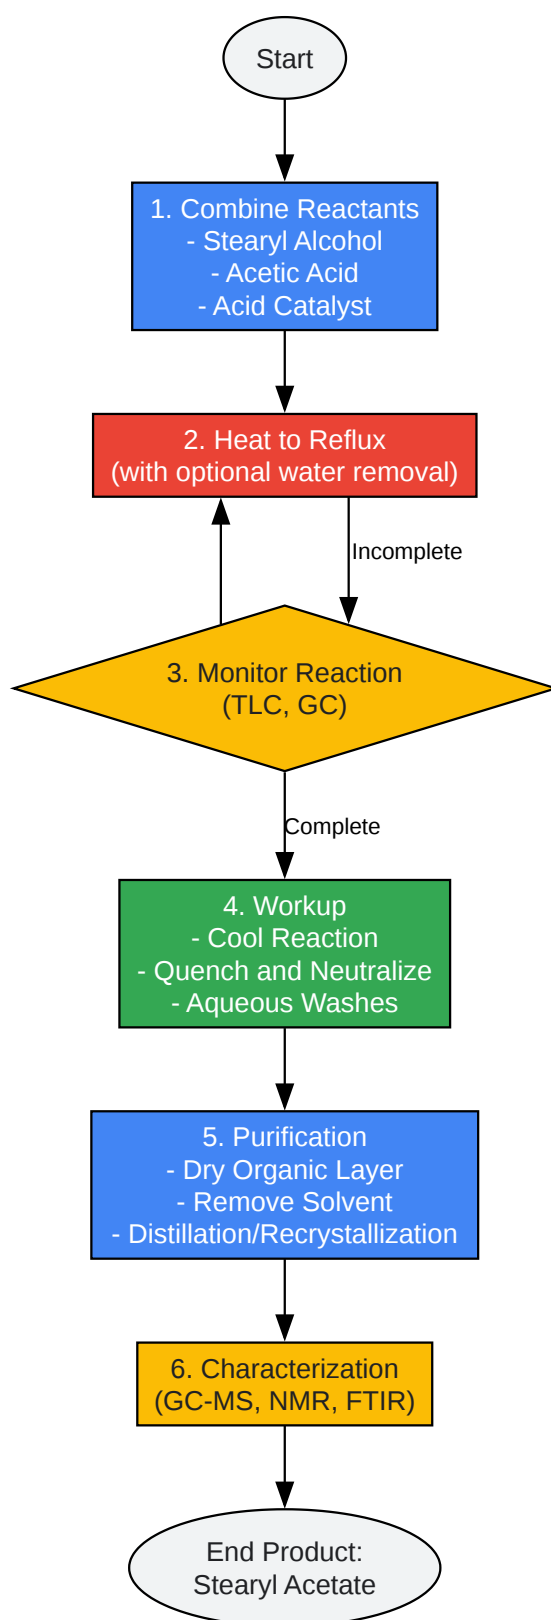 Start
1. Combine Reactants
- Stearyl Alcohol
- Acetic Acid
- Acid Catalyst
2. Heat to Reflux
(with optional water removal)
Incomplete
3. Monitor Reaction
(TLC, GC)
Complete
4. Workup
- Cool Reaction
- Quench and Neutralize
- Aqueous Washes
5. Purification
- Dry Organic Layer
- Remove Solvent
- Distillation/Recrystallization
6. Characterization
(GC-MS, NMR, FTIR)
End Product:
Stearyl Acetate